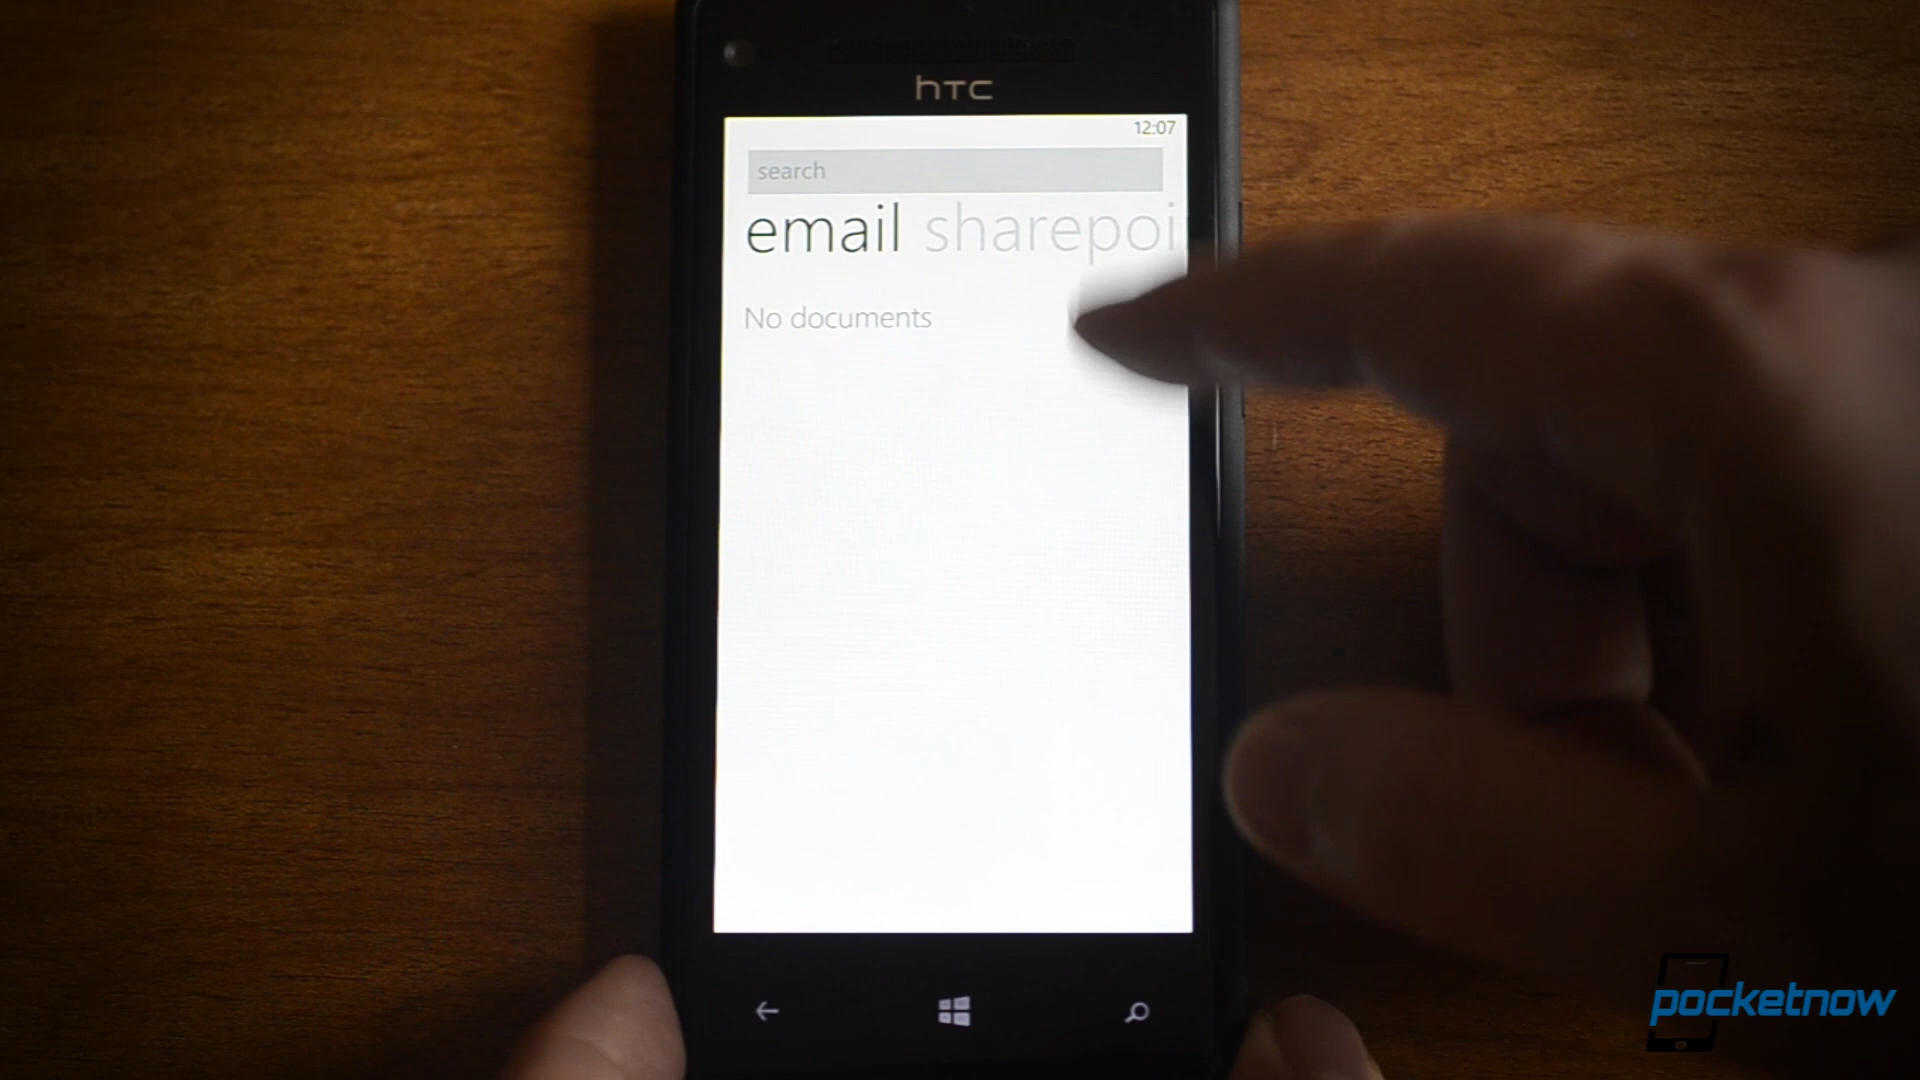 hTC
12:07
search
email sharepoi
No documents
pocketnow